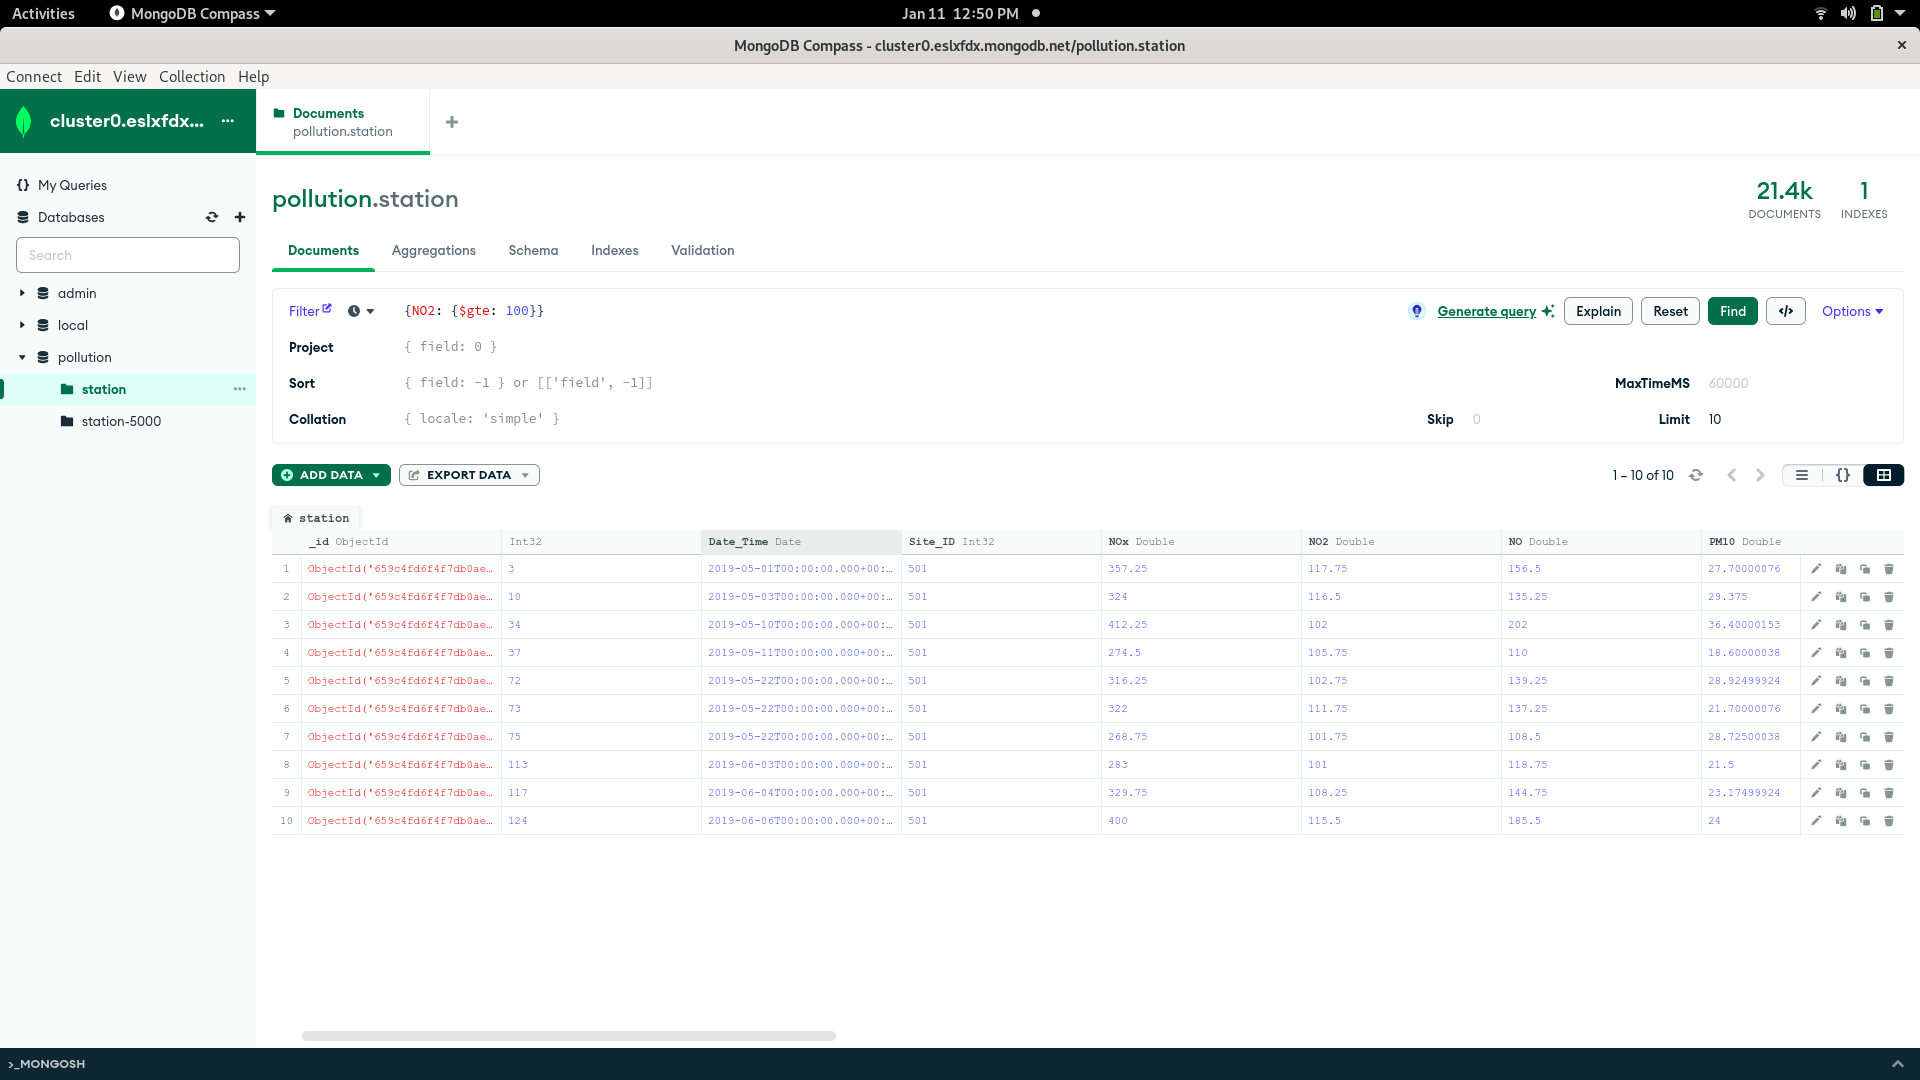 Activities MongoDB Compass Jan 11 12:50 PM
MongoDB Compass - cluster0.eslxfdx.mongodb.net/pollution.station
Connect Edit View Collection Help
cluster0.eslxfdx... ...
Documents
pollution.station
My Queries
Databases
Search
admin
local
pollution
station
station-5000
pollution.station
21.4k DOCUMENTS
1 INDEXES
Documents Aggregations Schema Indexes Validation
Filter {NO2: {$gte: 100}} Generate query Explain Reset Find </> Options
Project { field: 0 }
Sort { field: -1 } or [['field', -1]] MaxTimeMS 60000
Collation { locale: 'simple' } Skip 0 Limit 10
ADD DATA EXPORT DATA 1 – 10 of 10 {}
station
_id ObjectId Int32 Date_Time Date Site_ID Int32 NOx Double NO2 Double NO Double PM10 Double
1 ObjectId('659c4fd6f4f7db0ae… 3 2019-05-01T00:00:00.000+00:… 501 357.25 117.75 156.5 27.70000076
2 ObjectId('659c4fd6f4f7db0ae… 10 2019-05-03T00:00:00.000+00:… 501 324 116.5 135.25 29.375
3 ObjectId('659c4fd6f4f7db0ae… 34 2019-05-10T00:00:00.000+00:… 501 412.25 102 202 36.40000153
4 ObjectId('659c4fd6f4f7db0ae… 37 2019-05-11T00:00:00.000+00:… 501 274.5 105.75 110 18.60000038
5 ObjectId('659c4fd6f4f7db0ae… 72 2019-05-22T00:00:00.000+00:… 501 316.25 102.75 139.25 28.92499924
6 ObjectId('659c4fd6f4f7db0ae… 73 2019-05-22T00:00:00.000+00:… 501 322 111.75 137.25 21.70000076
7 ObjectId('659c4fd6f4f7db0ae… 75 2019-05-22T00:00:00.000+00:… 501 268.75 101.75 108.5 28.72500038
8 ObjectId('659c4fd6f4f7db0ae… 113 2019-06-03T00:00:00.000+00:… 501 283 101 118.75 21.5
9 ObjectId('659c4fd6f4f7db0ae… 117 2019-06-04T00:00:00.000+00:… 501 329.75 108.25 144.75 23.17499924
10 ObjectId('659c4fd6f4f7db0ae… 124 2019-06-06T00:00:00.000+00:… 501 400 115.5 185.5 24
>_MONGOSH